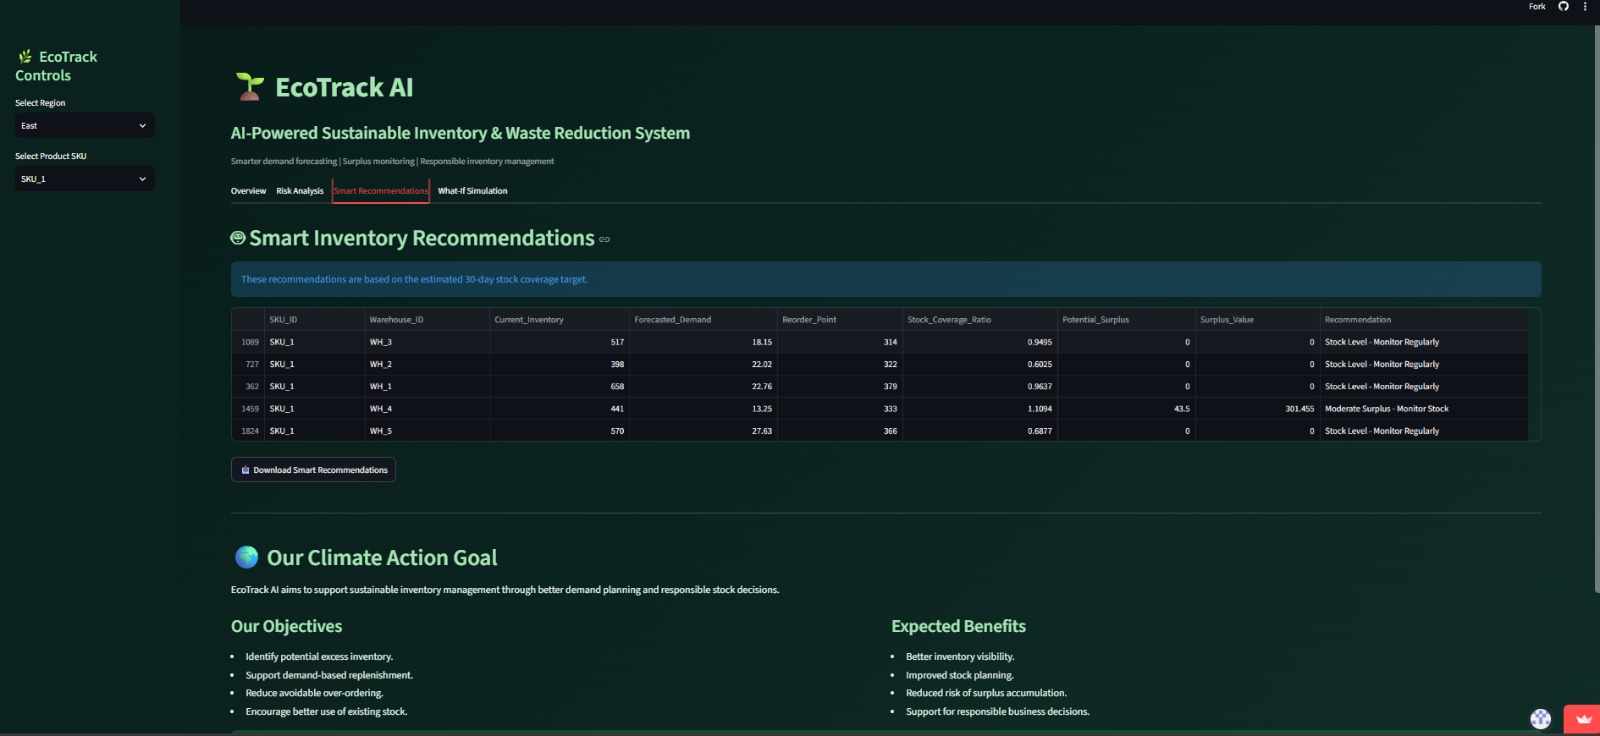 Fork
EcoTrack
Controls
Select Region
East
Select Product SKU
SKU_1
EcoTrack AI
AI-Powered Sustainable Inventory & Waste Reduction System
Smarter demand forecasting | Surplus monitoring | Responsible inventory management
Overview Risk Analysis Smart Recommendations What-If Simulation
Smart Inventory Recommendations
These recommendations are based on the estimated 30-day stock coverage target.
SKU_ID Warehouse_ID Current_Inventory Forecasted_Demand Reorder_Point Stock_Coverage_Ratio Potential_Surplus Surplus_Value Recommendation
1089 SKU_1 WH_3 517 18.15 314 0.9495 0 0 Stock Level - Monitor Regularly
727 SKU_1 WH_2 398 22.02 322 0.6025 0 0 Stock Level - Monitor Regularly
362 SKU_1 WH_1 658 22.76 379 0.9637 0 0 Stock Level - Monitor Regularly
1459 SKU_1 WH_4 441 13.25 333 1.1094 43.5 301.455 Moderate Surplus - Monitor Stock
1824 SKU_1 WH_5 570 27.63 366 0.6877 0 0 Stock Level - Monitor Regularly
Download Smart Recommendations
Our Climate Action Goal
EcoTrack AI aims to support sustainable inventory management through better demand planning and responsible stock decisions.
Our Objectives
• Identify potential excess inventory.
• Support demand-based replenishment.
• Reduce avoidable over-ordering.
• Encourage better use of existing stock.
Expected Benefits
• Better inventory visibility.
• Improved stock planning.
• Reduced risk of surplus accumulation.
• Support for responsible business decisions.